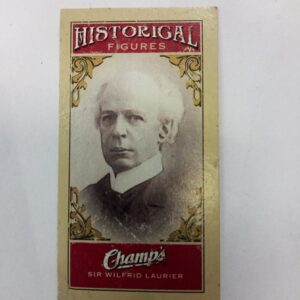 HISTORICAL
FIGURES
Champ's
SIR WILFRID LAURIER